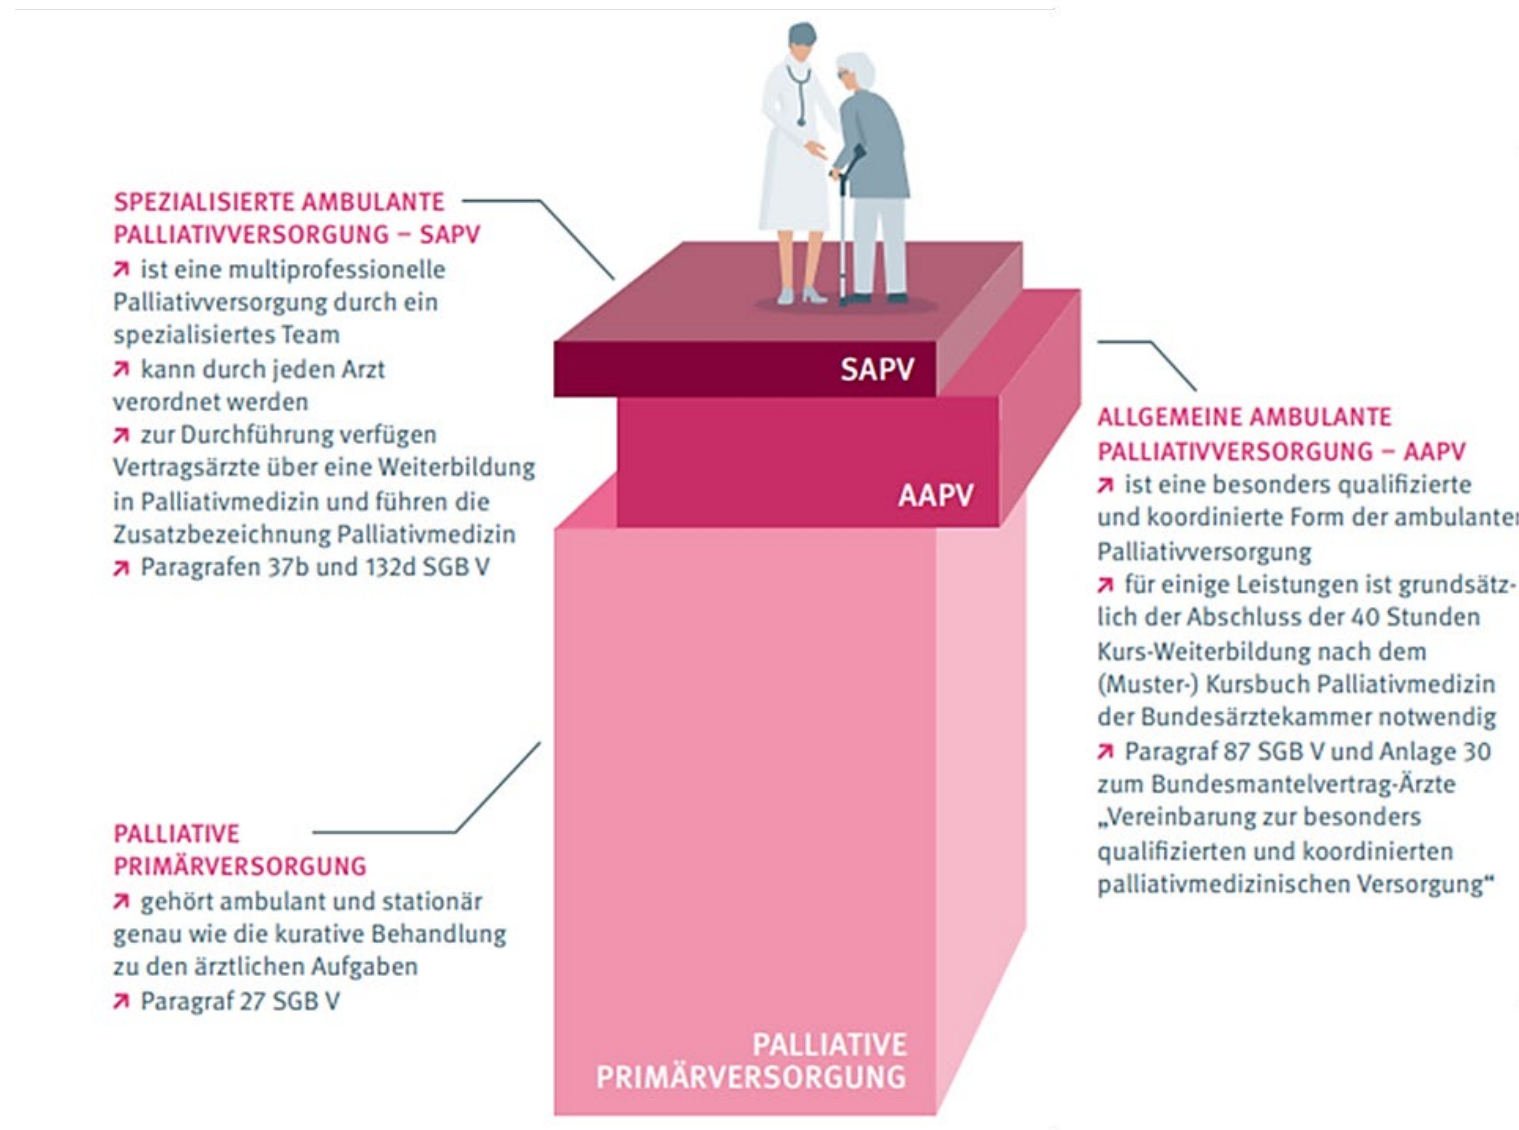 SPEZIALISIERTE AMBULANTE
PALLIATIVVERSORGUNG – SAPV
↗ ist eine multiprofessionelle
Palliativversorgung durch ein
spezialisiertes Team
↗ kann durch jeden Arzt
verordnet werden
↗ zur Durchführung verfügen
Vertragsärzte über eine Weiterbildung
in Palliativmedizin und führen die
Zusatzbezeichnung Palliativmedizin
↗ Paragrafen 37b und 132d SGB V
PALLIATIVE
PRIMÄRVERSORGUNG
↗ gehört ambulant und stationär
genau wie die kurative Behandlung
zu den ärztlichen Aufgaben
↗ Paragraf 27 SGB V
SAPV
AAPV
PALLIATIVE
PRIMÄRVERSORGUNG
ALLGEMEINE AMBULANTE
PALLIATIVVERSORGUNG – AAPV
↗ ist eine besonders qualifizierte
und koordinierte Form der ambulanten
Palliativversorgung
↗ für einige Leistungen ist grundsätz-
lich der Abschluss der 40 Stunden
Kurs-Weiterbildung nach dem
(Muster-) Kursbuch Palliativmedizin
der Bundesärztekammer notwendig
↗ Paragraf 87 SGB V und Anlage 30
zum Bundesmantelvertrag-Ärzte
„Vereinbarung zur besonders
qualifizierten und koordinierten
palliativmedizinischen Versorgung“